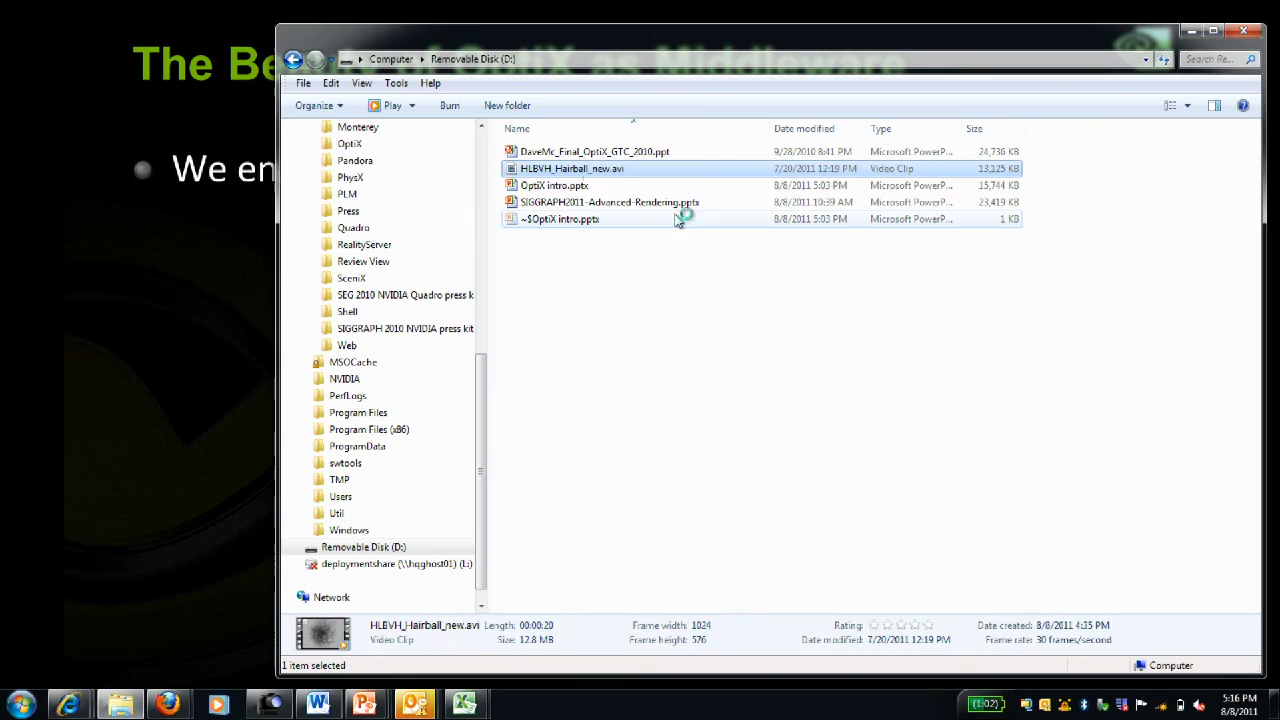 The Be
OptiX as Middleware
We en
Computer
Removable Disk (D:)
Search Re...
File Edit View Tools Help
Organize Play Burn New folder
Name Date modified Type Size
DaveMc_Final_OptiX_GTC_2010.ppt 9/28/2010 8:41 PM Microsoft PowerP... 24,736 KB
HLBVH_Hairball_new.avi 7/20/2011 12:19 PM Video Clip 13,125 KB
OptiX intro.pptx 8/8/2011 5:03 PM Microsoft PowerP... 15,744 KB
SIGGRAPH2011-Advanced-Rendering.pptx 8/8/2011 10:39 AM Microsoft PowerP... 23,419 KB
~$OptiX intro.pptx 8/8/2011 5:03 PM Microsoft PowerP... 1 KB
Monterey
OptiX
Pandora
PhysX
PLM
Press
Quadro
RealityServer
Review View
SceniX
SEG 2010 NVIDIA Quadro press k
Shell
SIGGRAPH 2010 NVIDIA press kit
Web
MSOCache
NVIDIA
PerfLogs
Program Files
Program Files (x86)
ProgramData
swtools
TMP
Users
Util
Windows
Removable Disk (D:)
deploymentshare (\\hqghost01) (L:)
Network
HLBVH_Hairball_new.avi Length: 00:00:20 Frame width: 1024 Rating: Date created: 8/8/2011 4:35 PM
Video Clip Size: 12.8 MB Frame height: 576 Date modified: 7/20/2011 12:19 PM Frame rate: 30 frames/second
1 item selected Computer
(1:02)
5:16 PM
8/8/2011